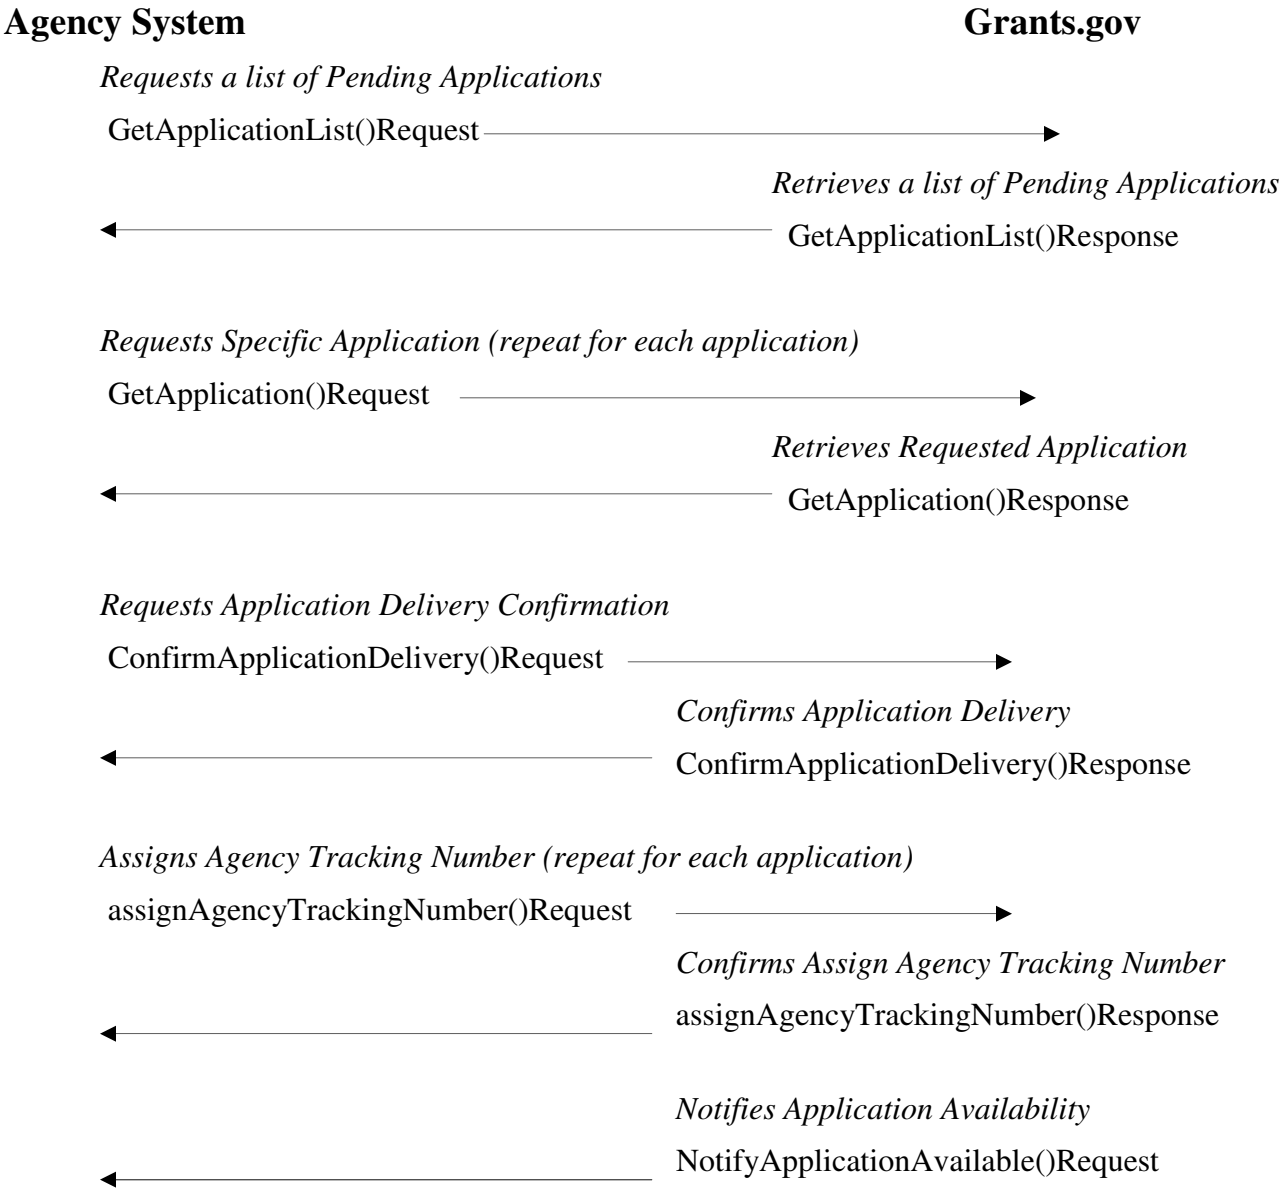 Agency System Grants.gov
Requests a list of Pending Applications
GetApplicationList()Request
Retrieves a list of Pending Applications
GetApplicationList()Response
Requests Specific Application (repeat for each application)
GetApplication()Request
Retrieves Requested Application
GetApplication()Response
Requests Application Delivery Confirmation
ConfirmApplicationDelivery()Request
Confirms Application Delivery
ConfirmApplicationDelivery()Response
Assigns Agency Tracking Number (repeat for each application)
assignAgencyTrackingNumber()Request
Confirms Assign Agency Tracking Number
assignAgencyTrackingNumber()Response
Notifies Application Availability
NotifyApplicationAvailable()Request